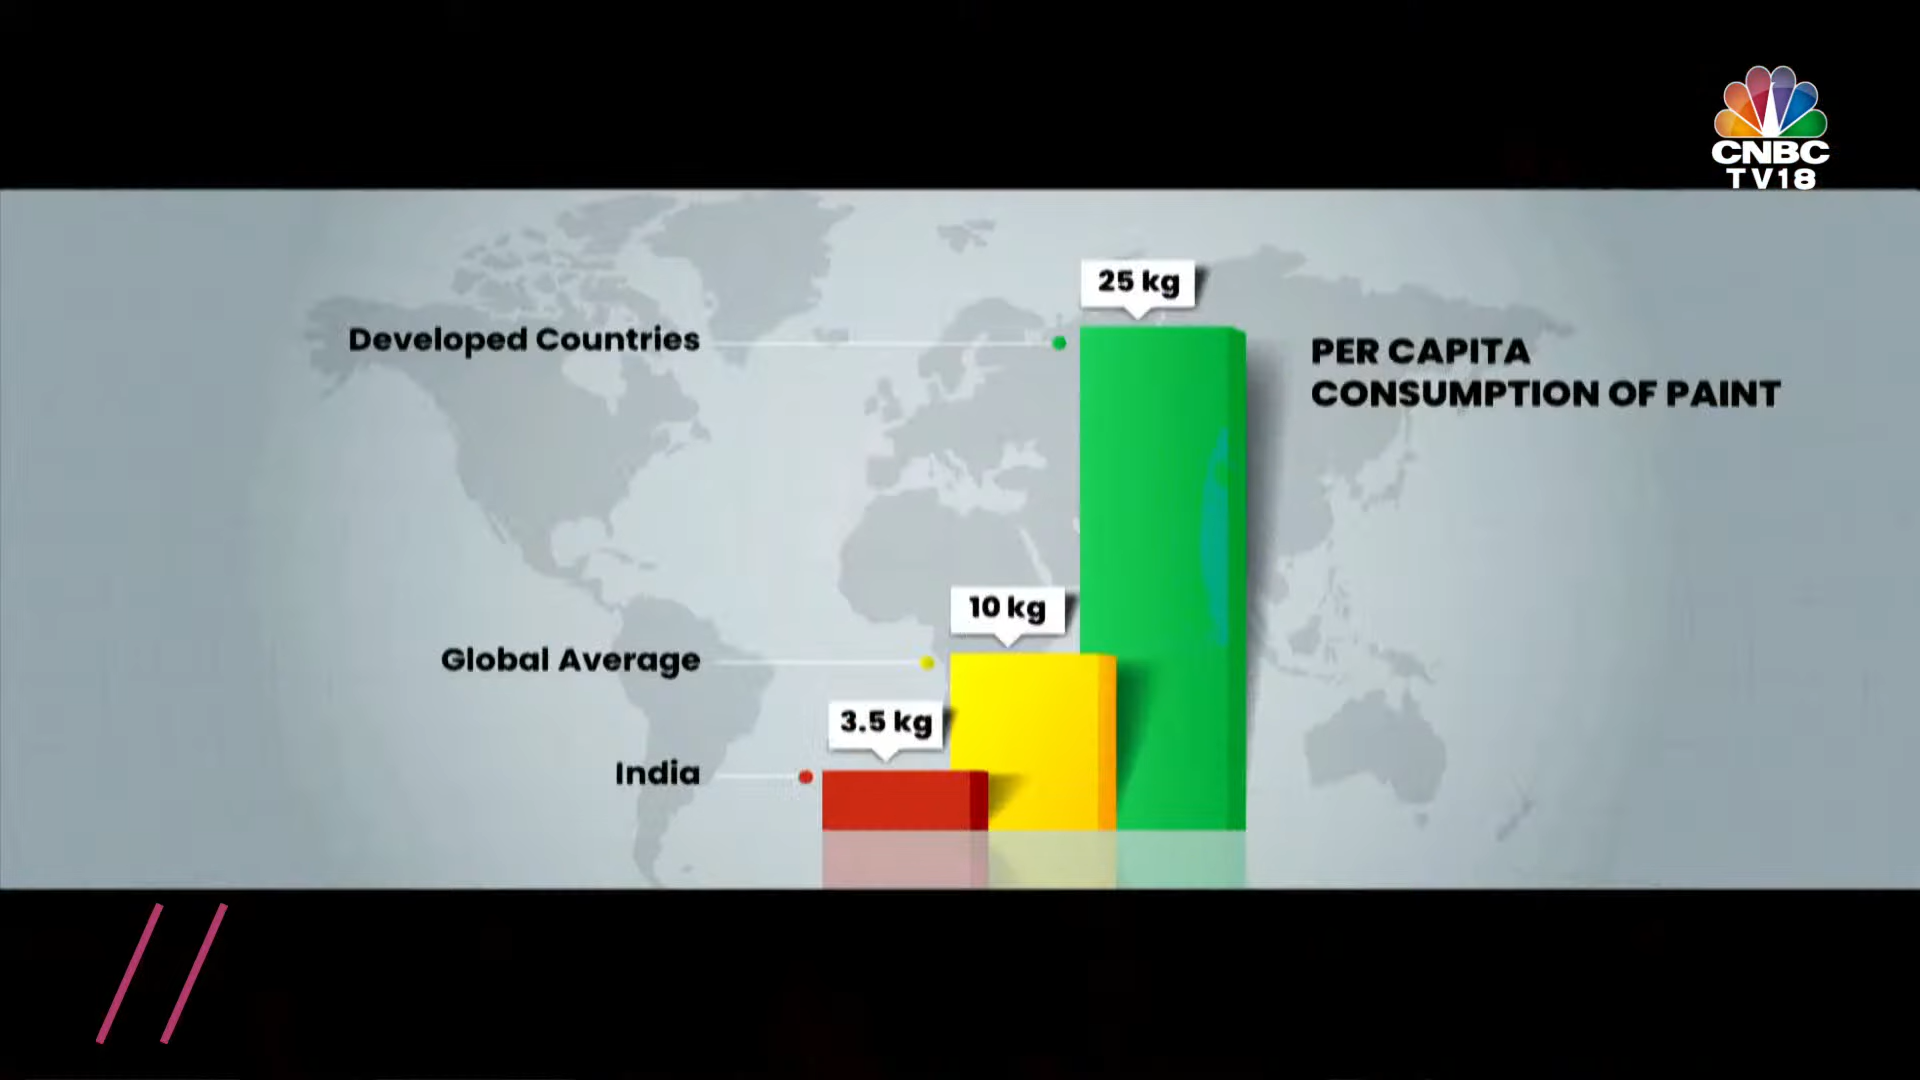 CNBC
TV18
25 kg
Developed Countries
PER CAPITA
CONSUMPTION OF PAINT
10 kg
Global Average
3.5 kg
India